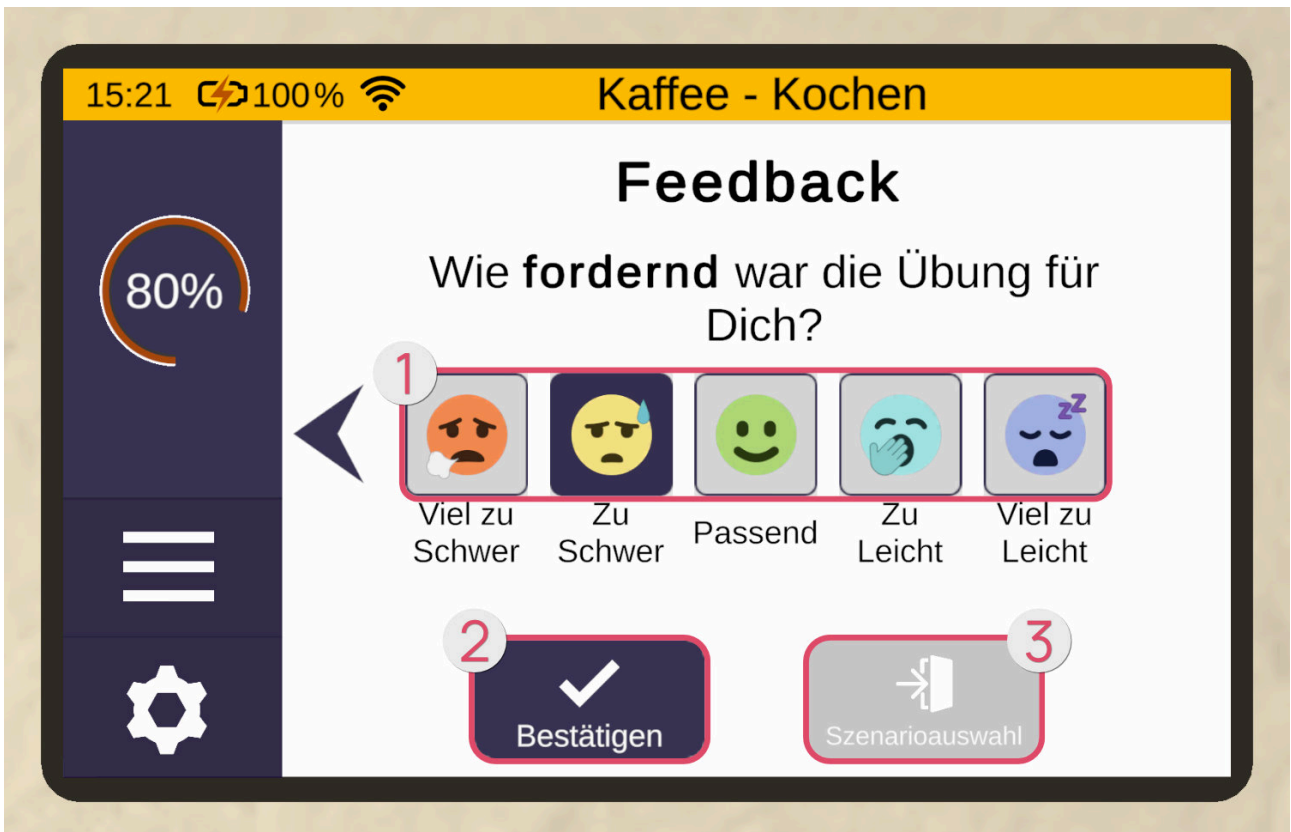 15:21 100% Kaffee - Kochen
Feedback
80%
Wie fordernd war die Übung für
Dich?
1
zZ
Viel zu Schwer
Zu Schwer
Passend
Zu Leicht
Viel zu Leicht
2
3
Bestätigen
Szenarioauswahl